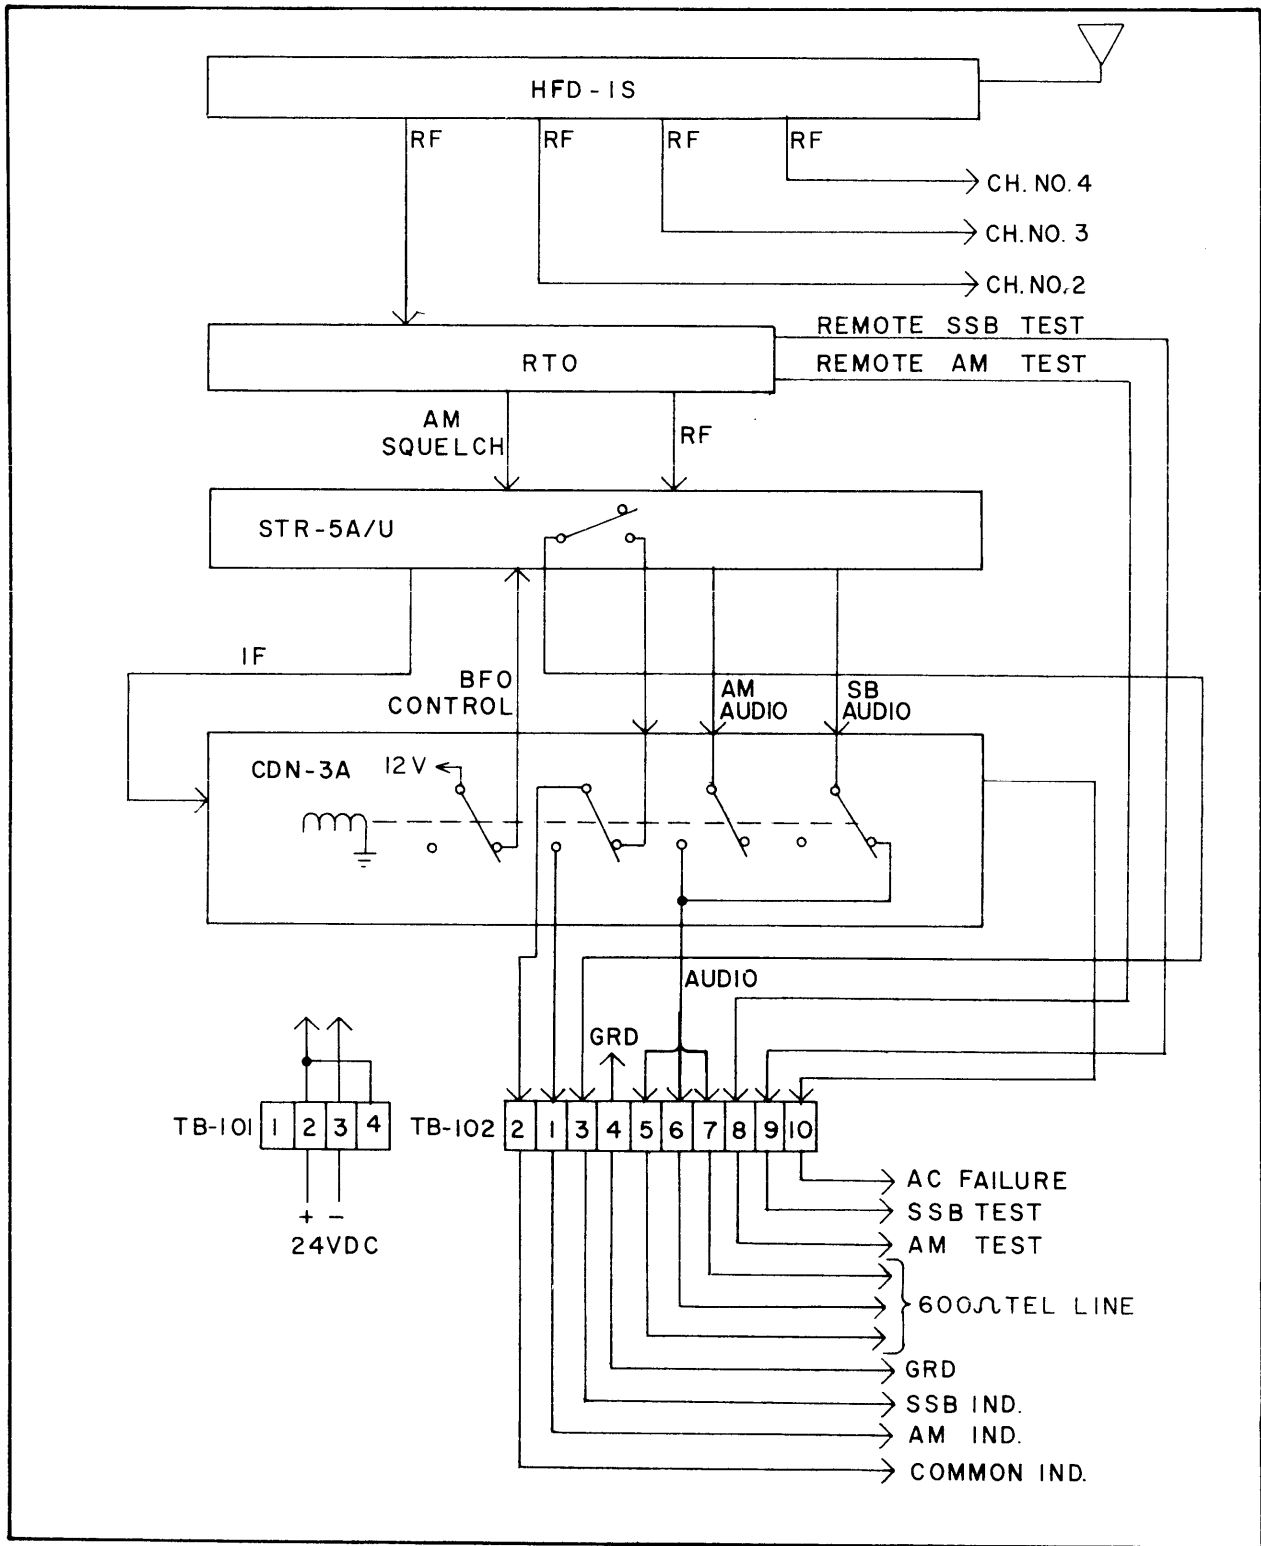 HFD-1S
RF
RF
RF
RF
CH. NO. 4
CH. NO. 3
CH. NO. 2
REMOTE SSB TEST
RTO
REMOTE AM TEST
AM
SQUELCH
RF
STR-5A/U
IF
BFO
CONTROL
AM
AUDIO
SB
AUDIO
CDN-3A
12V
AUDIO
GRD
TB-101
1 2 3 4
TB-102
2 1 3 4 5 6 7 8 9 10
+ -
24VDC
AC FAILURE
SSB TEST
AM TEST
600Ω TEL LINE
GRD
SSB IND.
AM IND.
COMMON IND.